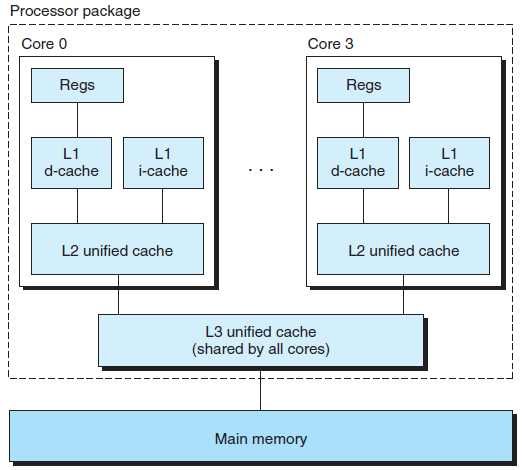 Processor package
Core 0
Core 3
Regs
Regs
L1
d-cache
L1
i-cache
. . .
L1
d-cache
L1
i-cache
L2 unified cache
L2 unified cache
L3 unified cache
(shared by all cores)
Main memory